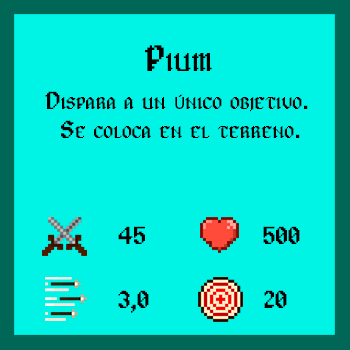 Pium
Dispara a un único objetivo.
Se coloca en el terreno.
45 500
3,0 20